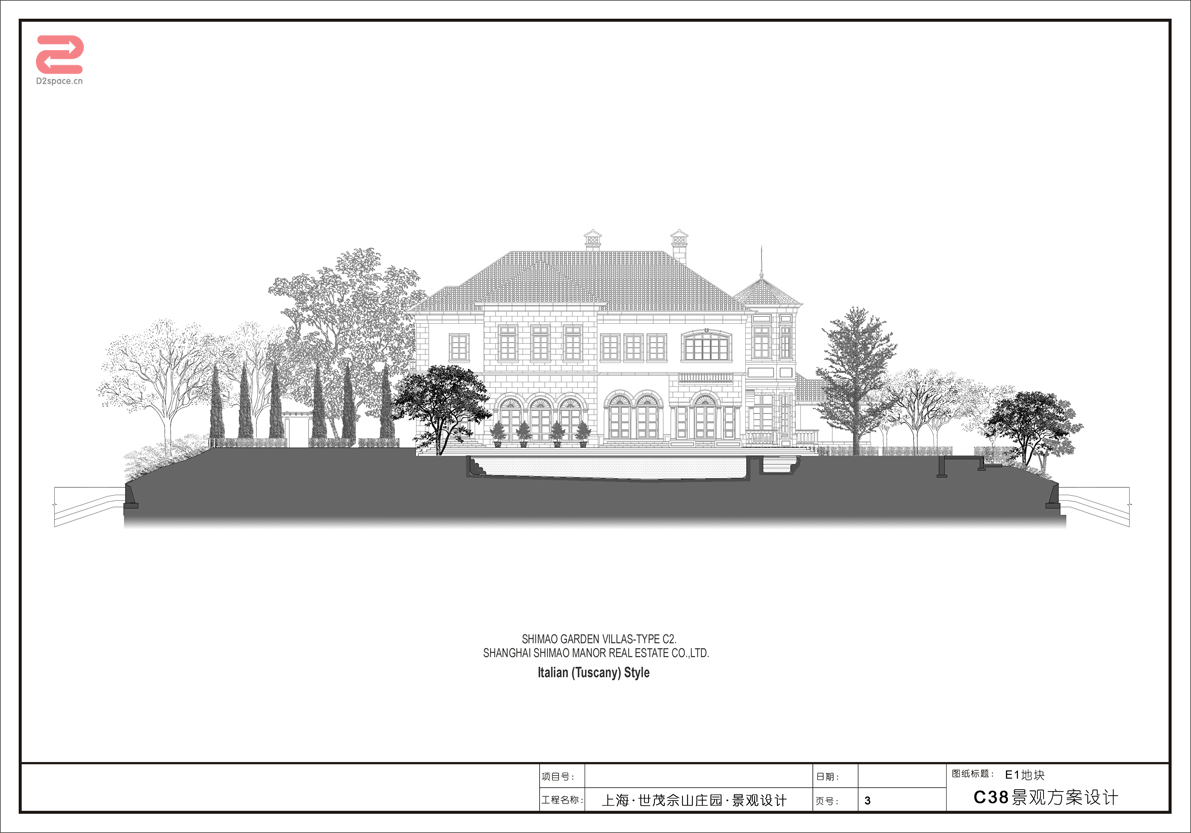 D2space.cn
SHIMAO GARDEN VILLAS-TYPE C2.
SHANGHAI SHIMAO MANOR REAL ESTATE CO.,LTD.
Italian (Tuscany) Style
项目号:
日期:
图纸标题: E1地块
工程名称: 上海·世茂佘山庄园·景观设计
页号: 3
C38景观方案设计